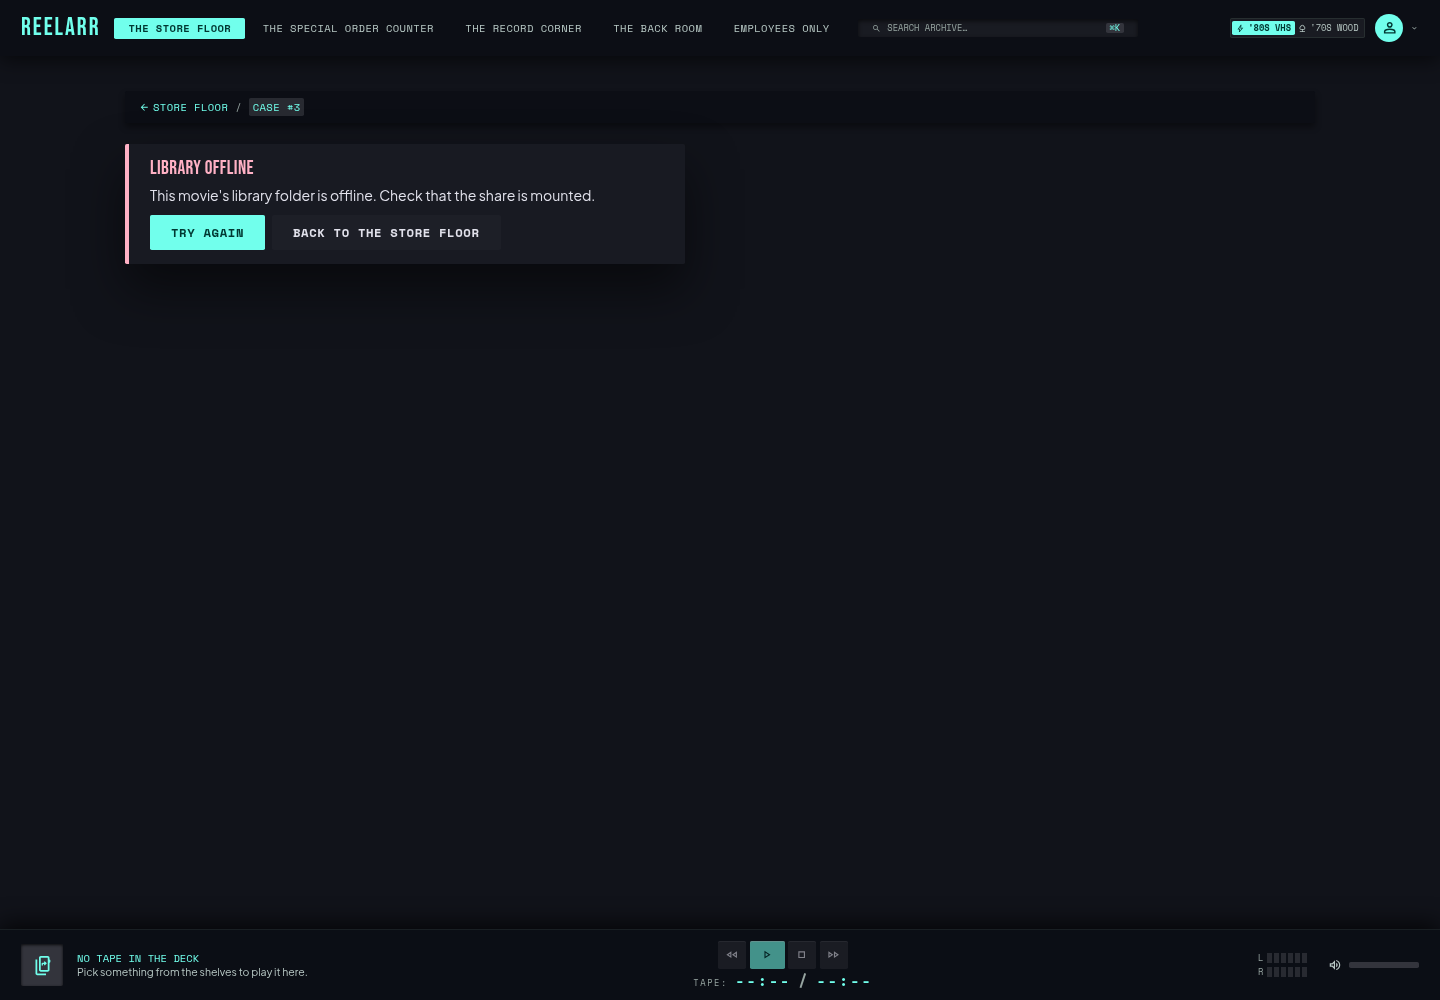 REELARR
THE STORE FLOOR
THE SPECIAL ORDER COUNTER
THE RECORD CORNER
THE BACK ROOM
EMPLOYEES ONLY
SEARCH ARCHIVE…
⌘K
'80S VHS
'70S WOOD
← STORE FLOOR / CASE #3
LIBRARY OFFLINE
This movie's library folder is offline. Check that the share is mounted.
TRY AGAIN
BACK TO THE STORE FLOOR
NO TAPE IN THE DECK
Pick something from the shelves to play it here.
TAPE: --:-- / --:--
L
R